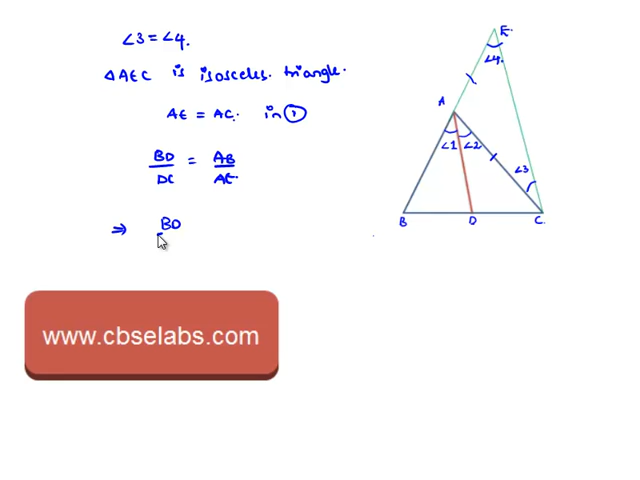 ∠3 = ∠4.
△AEC is isosceles. triangle.
AE = AC. in ①
BD/DC = AB/AE.
⇒ BD
www.cbselabs.com
E.
∠4.
A
∠1 ∠2
∠3
B D C.